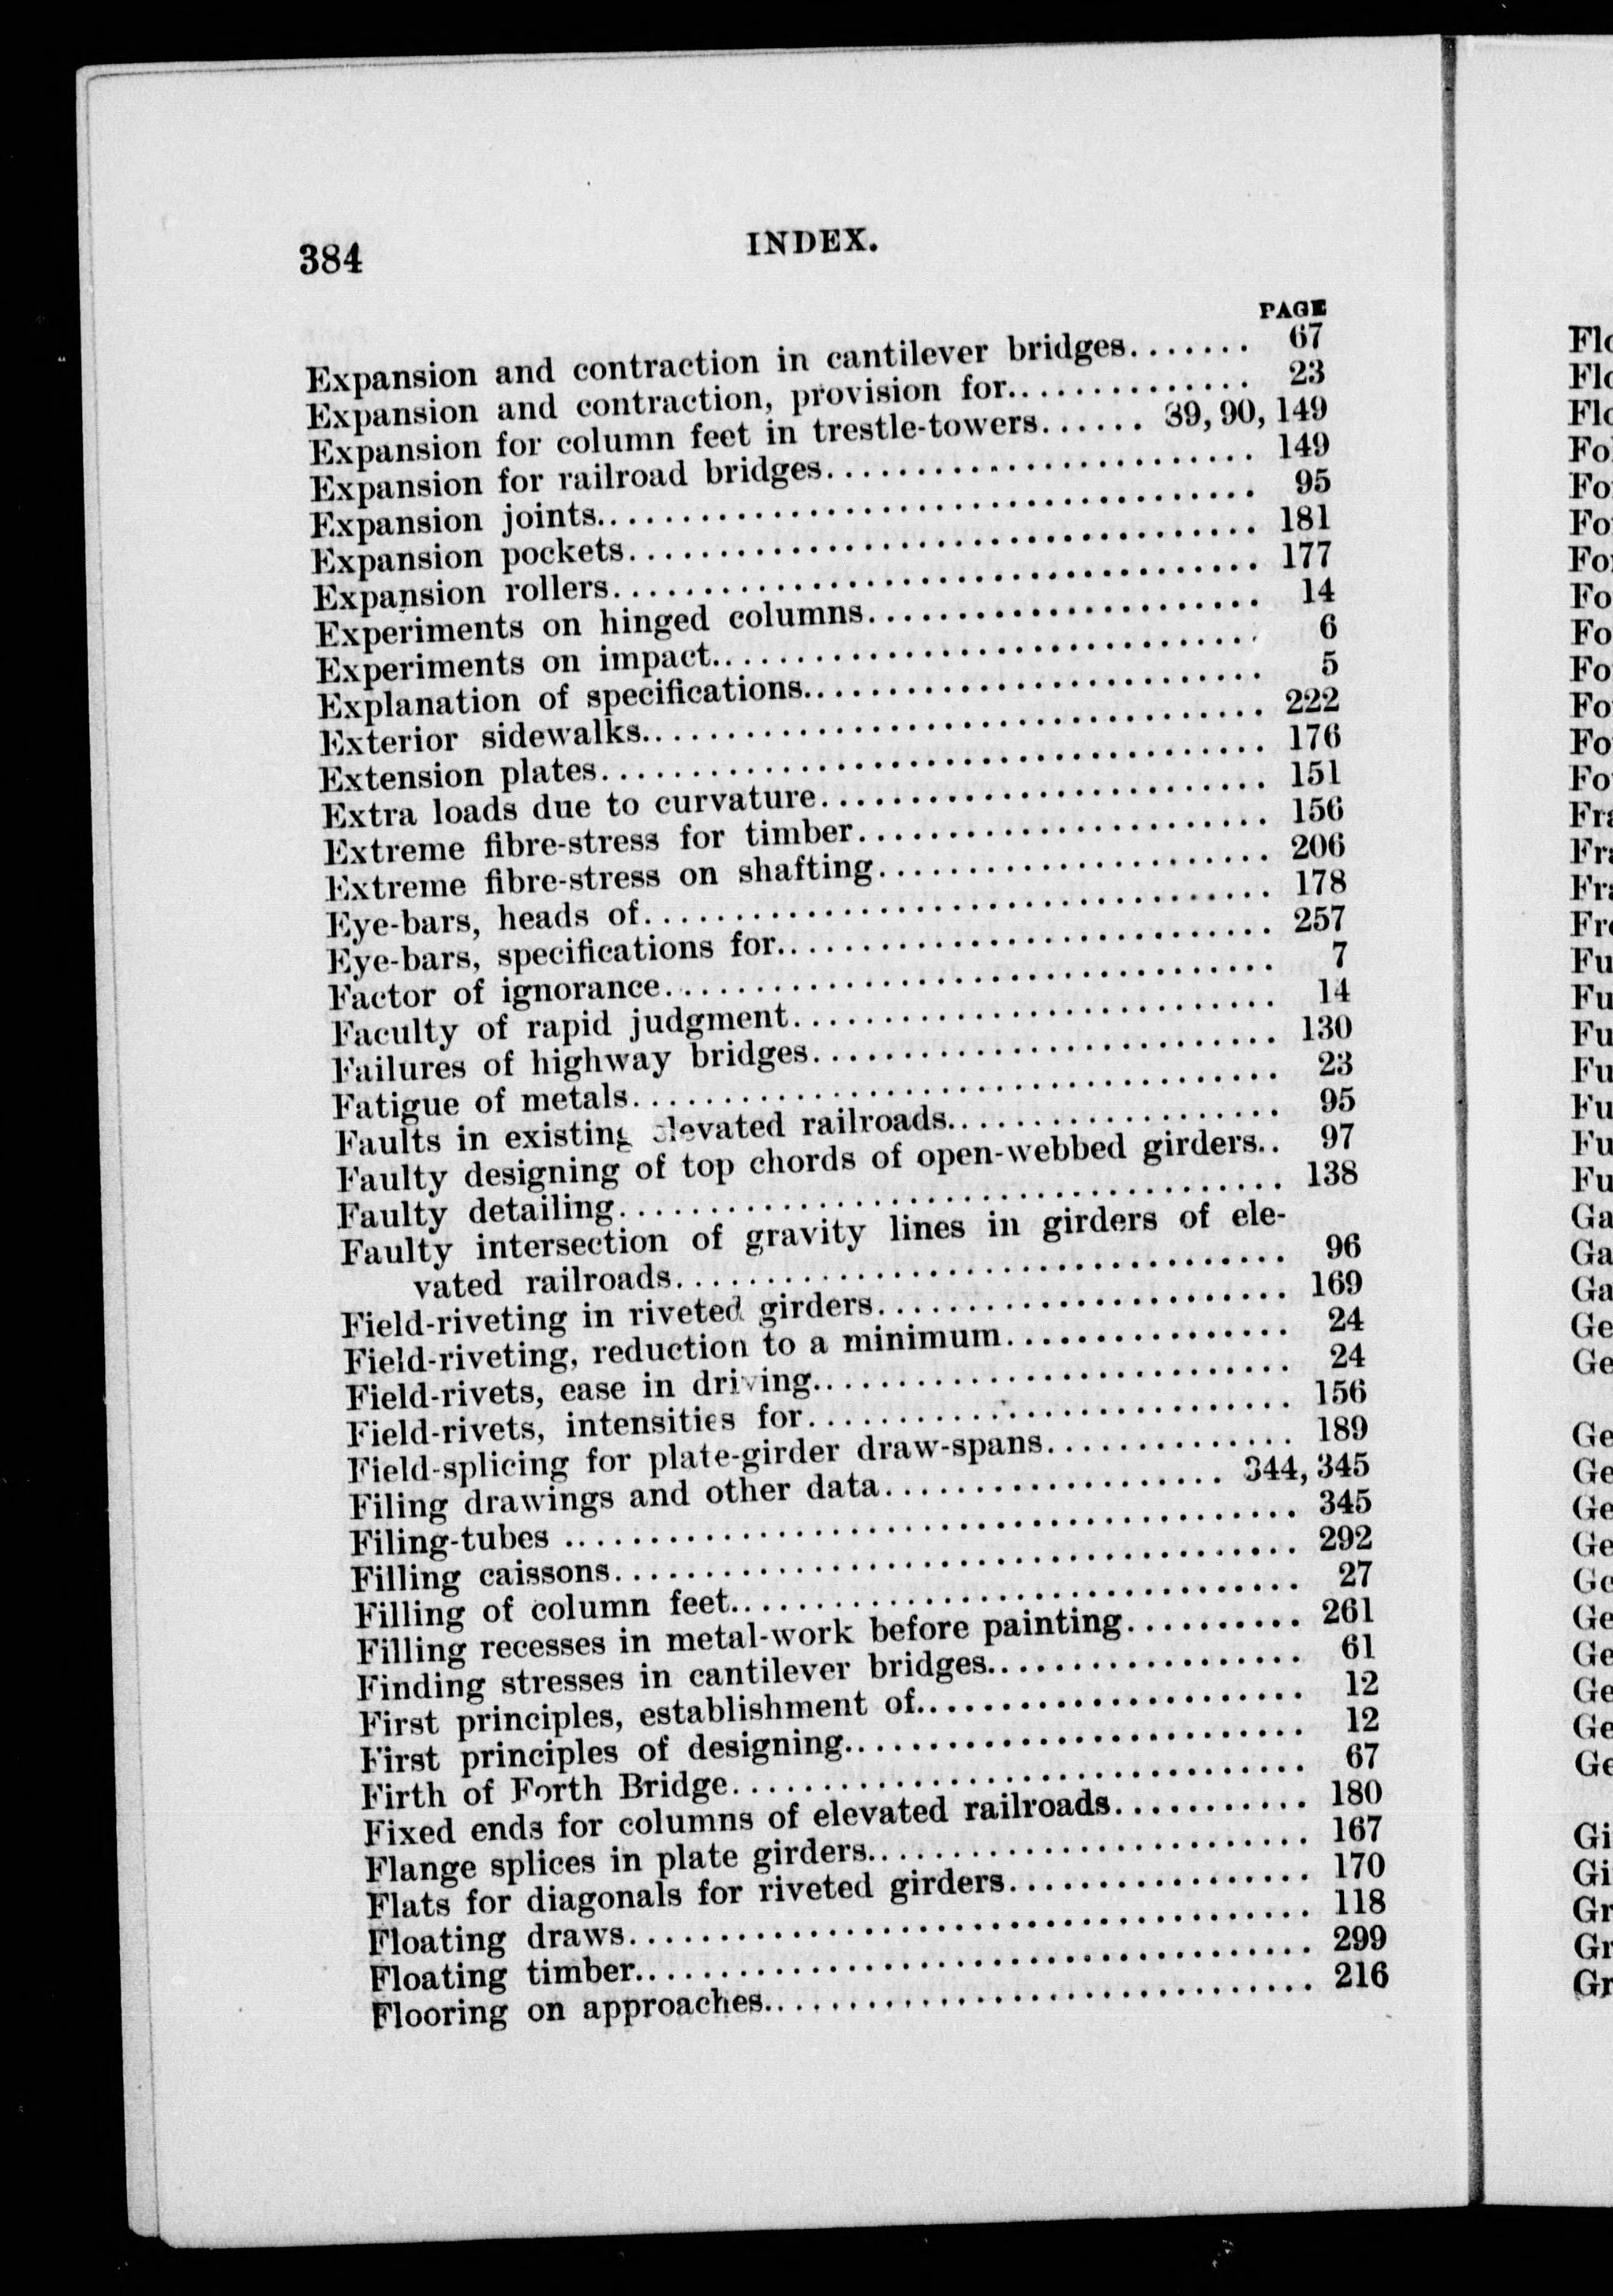 384
INDEX.
PAGE
Expansion and contraction in cantilever bridges....... 67
Expansion and contraction, provision for.............. 23
Expansion for column feet in trestle-towers...... 39, 90, 149
Expansion for railroad bridges........................ 149
Expansion joints..................................... 95
Expansion pockets................................... 181
Expansion rollers.................................... 177
Experiments on hinged columns...................... 14
Experiments on impact............................... 6
Explanation of specifications.......................... 5
Exterior sidewalks................................... 222
Extension plates..................................... 176
Extra loads due to curvature......................... 151
Extreme fibre-stress for timber....................... 156
Extreme fibre-stress on shafting...................... 206
Eye-bars, heads of................................... 178
Eye-bars, specifications for............................ 257
Factor of ignorance.................................. 7
Faculty of rapid judgment........................... 14
Failures of highway bridges.......................... 130
Fatigue of metals.................................... 23
Faults in existing elevated railroads................... 95
Faulty designing of top chords of open-webbed girders.. 97
Faulty detailing..................................... 138
Faulty intersection of gravity lines in girders of ele-
vated railroads.................................. 96
Field-riveting in riveted girders....................... 169
Field-riveting, reduction to a minimum................ 24
Field-rivets, ease in driving........................... 24
Field-rivets, intensities for........................... 156
Field-splicing for plate-girder draw-spans.............. 189
Filing drawings and other data................... 344, 345
Filing-tubes ........................................ 345
Filling caissons...................................... 292
Filling of column feet................................ 27
Filling recesses in metal-work before painting.......... 261
Finding stresses in cantilever bridges.................. 61
First principles, establishment of...................... 12
First principles of designing.......................... 12
Firth of Forth Bridge................................ 67
Fixed ends for columns of elevated railroads........... 180
Flange splices in plate girders......................... 167
Flats for diagonals for riveted girders................. 170
Floating draws...................................... 118
Floating timber...................................... 299
Flooring on approaches............................... 216